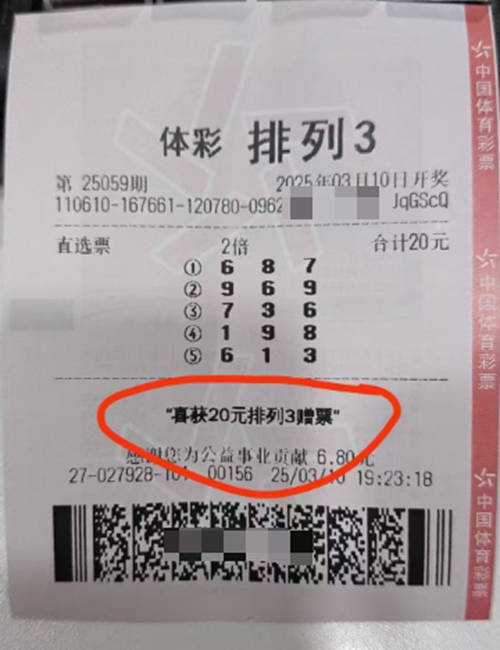 体彩 排列3
第 25059期 2025年03月10日开奖
110610-167661-120780-0962 JqGScQ
直选票 2倍 合计20元
① 6 8 7
② 9 6 9
③ 7 3 6
④ 1 9 8
⑤ 6 1 3
"喜获20元排列3赠票"
感谢您为公益事业贡献 6.80元
27-027928-101 00156 25/03/10 19:23:18
中国体育彩票
中国体育彩票
中国体育彩票